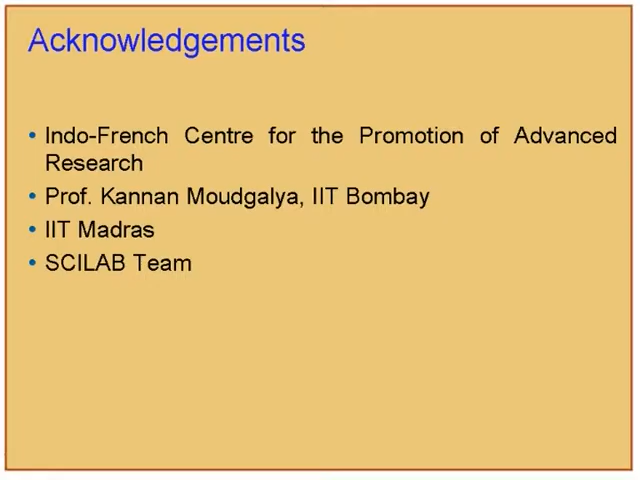 Acknowledgements
• Indo-French Centre for the Promotion of Advanced
Research
• Prof. Kannan Moudgalya, IIT Bombay
• IIT Madras
• SCILAB Team